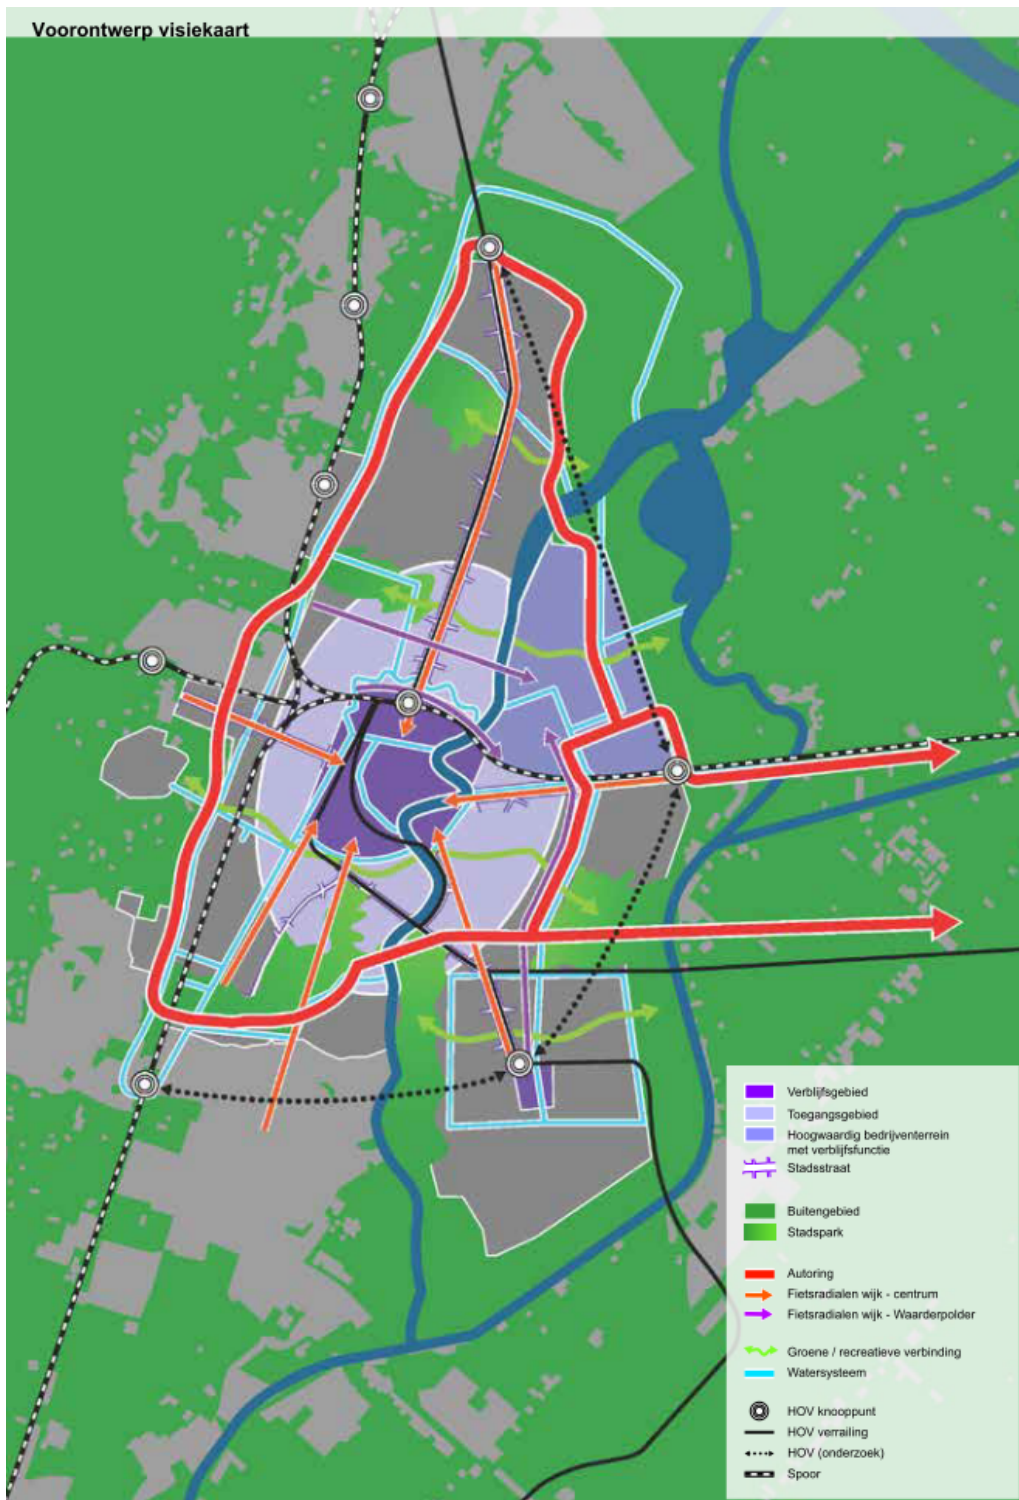 Voorontwerp visiekaart
Verblijfsgebied
Toegangsgebied
Hoogwaardig bedrijventerrein
met verblijfsfunctie
Stadsstraat
Buitengebied
Stadspark
Autoring
Fietsradialen wijk - centrum
Fietsradialen wijk - Waarderpolder
Groene / recreatieve verbinding
Watersysteem
HOV knooppunt
HOV verrailing
HOV (onderzoek)
Spoor